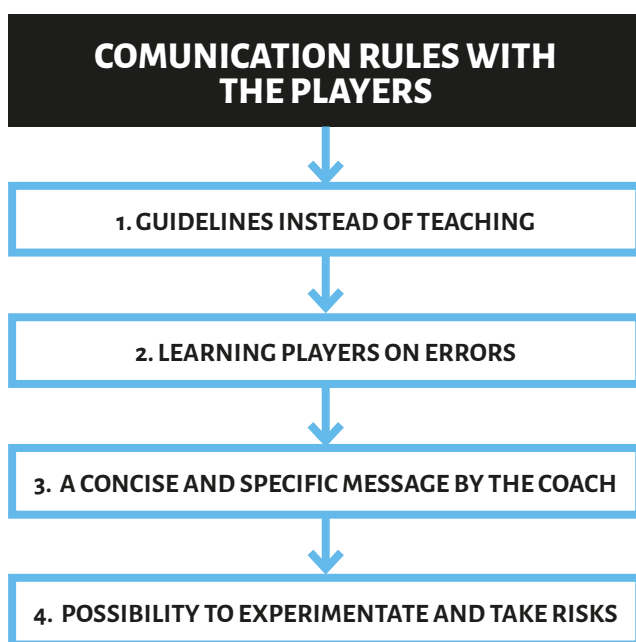 COMUNICATION RULES WITH
THE PLAYERS
1. GUIDELINES INSTEAD OF TEACHING
2. LEARNING PLAYERS ON ERRORS
3. A CONCISE AND SPECIFIC MESSAGE BY THE COACH
4. POSSIBILITY TO EXPERIMENTATE AND TAKE RISKS